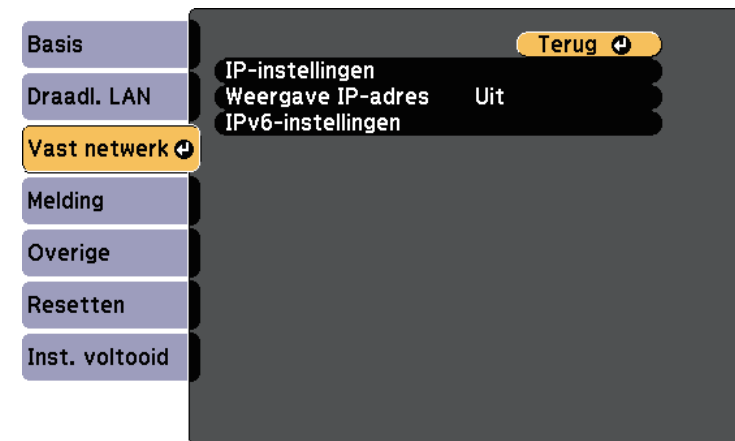 Basis
Draadl. LAN
Vast netwerk
Melding
Overige
Resetten
Inst. voltooid
Terug
IP-instellingen
Weergave IP-adres Uit
IPv6-instellingen